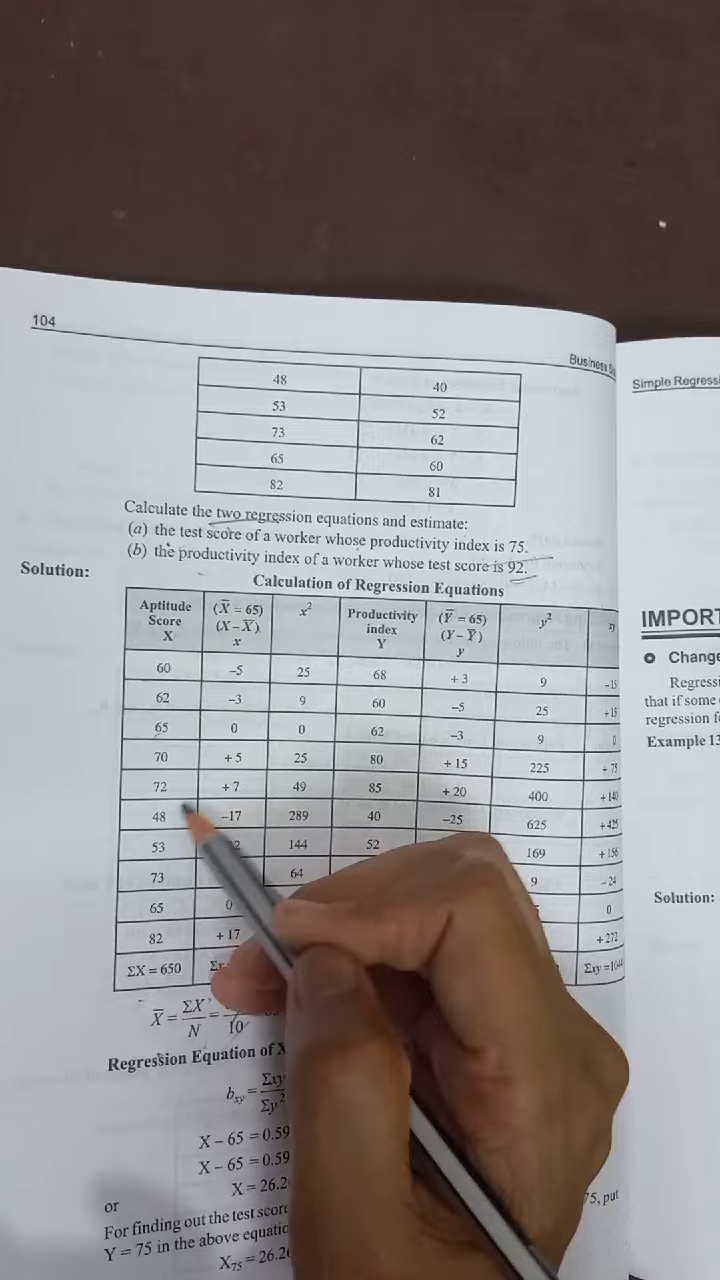 104
Business
48 40
53 52
73 62
65 60
82 81
Calculate the two regression equations and estimate:
(a) the test score of a worker whose productivity index is 75.
(b) the productivity index of a worker whose test score is 92.
Solution:
Calculation of Regression Equations
Aptitude Score X (X̄ = 65) (X – X̄) x x² Productivity index Y (Ȳ = 65) (Y – Ȳ) y y² xy
60 –5 25 68 + 3 9 –15
62 –3 9 60 –5 25 +15
65 0 0 62 –3 9 0
70 + 5 25 80 + 15 225 + 75
72 + 7 49 85 + 20 400 + 140
48 –17 289 40 –25 625 +425
53 144 52 169 + 156
73 64 9 – 24
65 0 0
82 + 17 + 272
ΣX = 650 Σxy =1044
X̄ = ΣX / N = 10
Regression Equation of X
bxy = Σxy / Σy²
X – 65 = 0.59
X – 65 = 0.59
X = 26.2
or
For finding out the test score 75, put
Y = 75 in the above
X₇₅ = 26.26
Simple
IMPORT
Change
that if some
regression
Example 13
Solution: